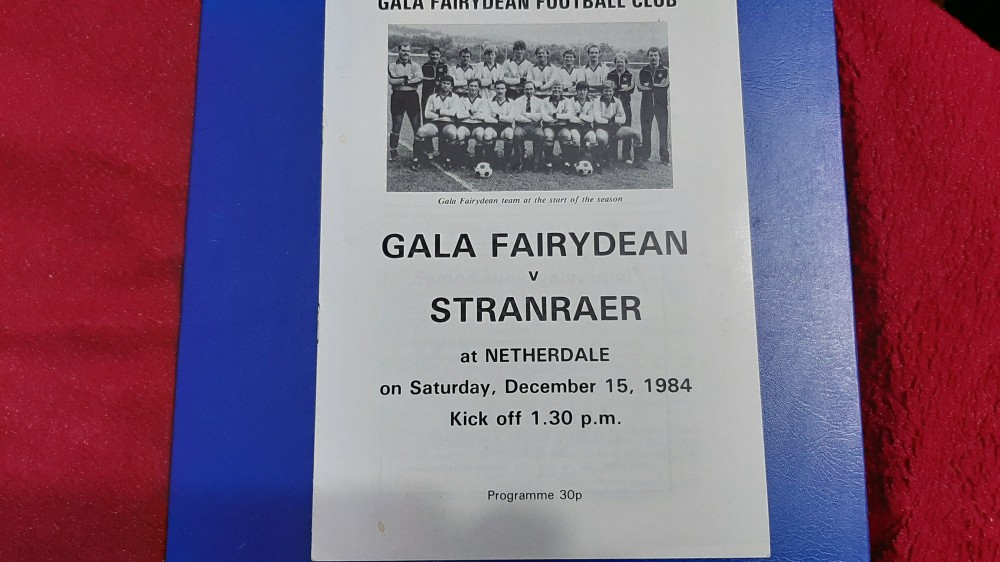 GALA FAIRYDEAN FOOTBALL CLUB
Gala Fairydean team at the start of the season
GALA FAIRYDEAN
v
STRANRAER
at NETHERDALE
on Saturday, December 15, 1984
Kick off 1.30 p.m.
Programme 30p